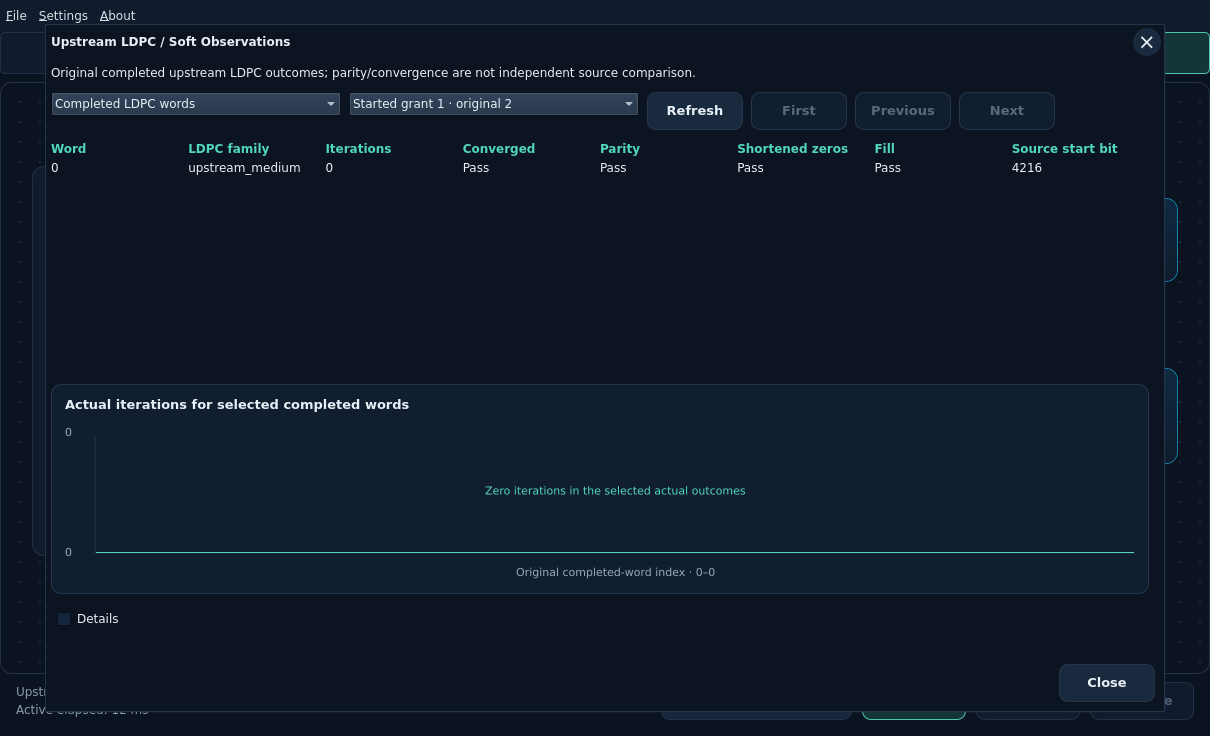 File Settings About
Upstream LDPC / Soft Observations
Original completed upstream LDPC outcomes; parity/convergence are not independent source comparison.
Completed LDPC words Started grant 1 · original 2 Refresh First Previous Next
Word LDPC family Iterations Converged Parity Shortened zeros Fill Source start bit
0 upstream_medium 0 Pass Pass Pass Pass 4216
Actual iterations for selected completed words
0
Zero iterations in the selected actual outcomes
0
Original completed-word index · 0–0
Details
Close